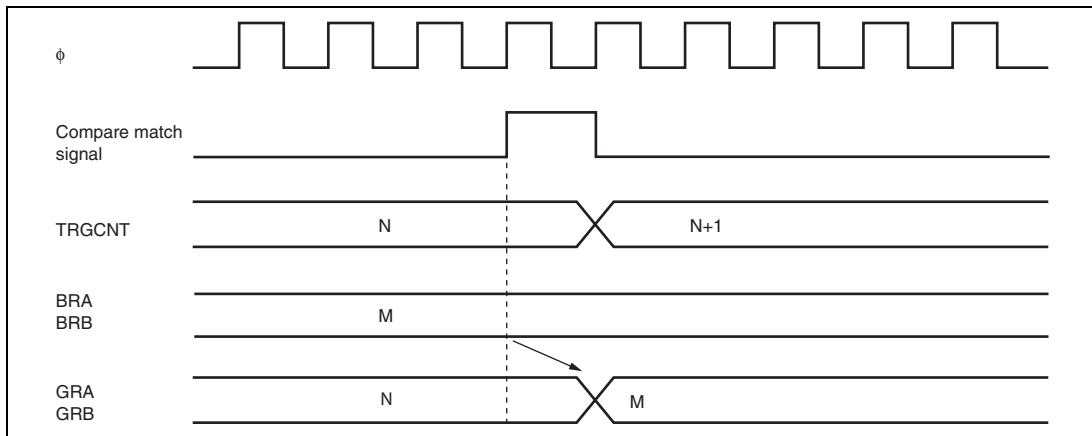 ϕ
Compare match
signal
TRGCNT
N
N+1
BRA
BRB
M
GRA
GRB
N
M